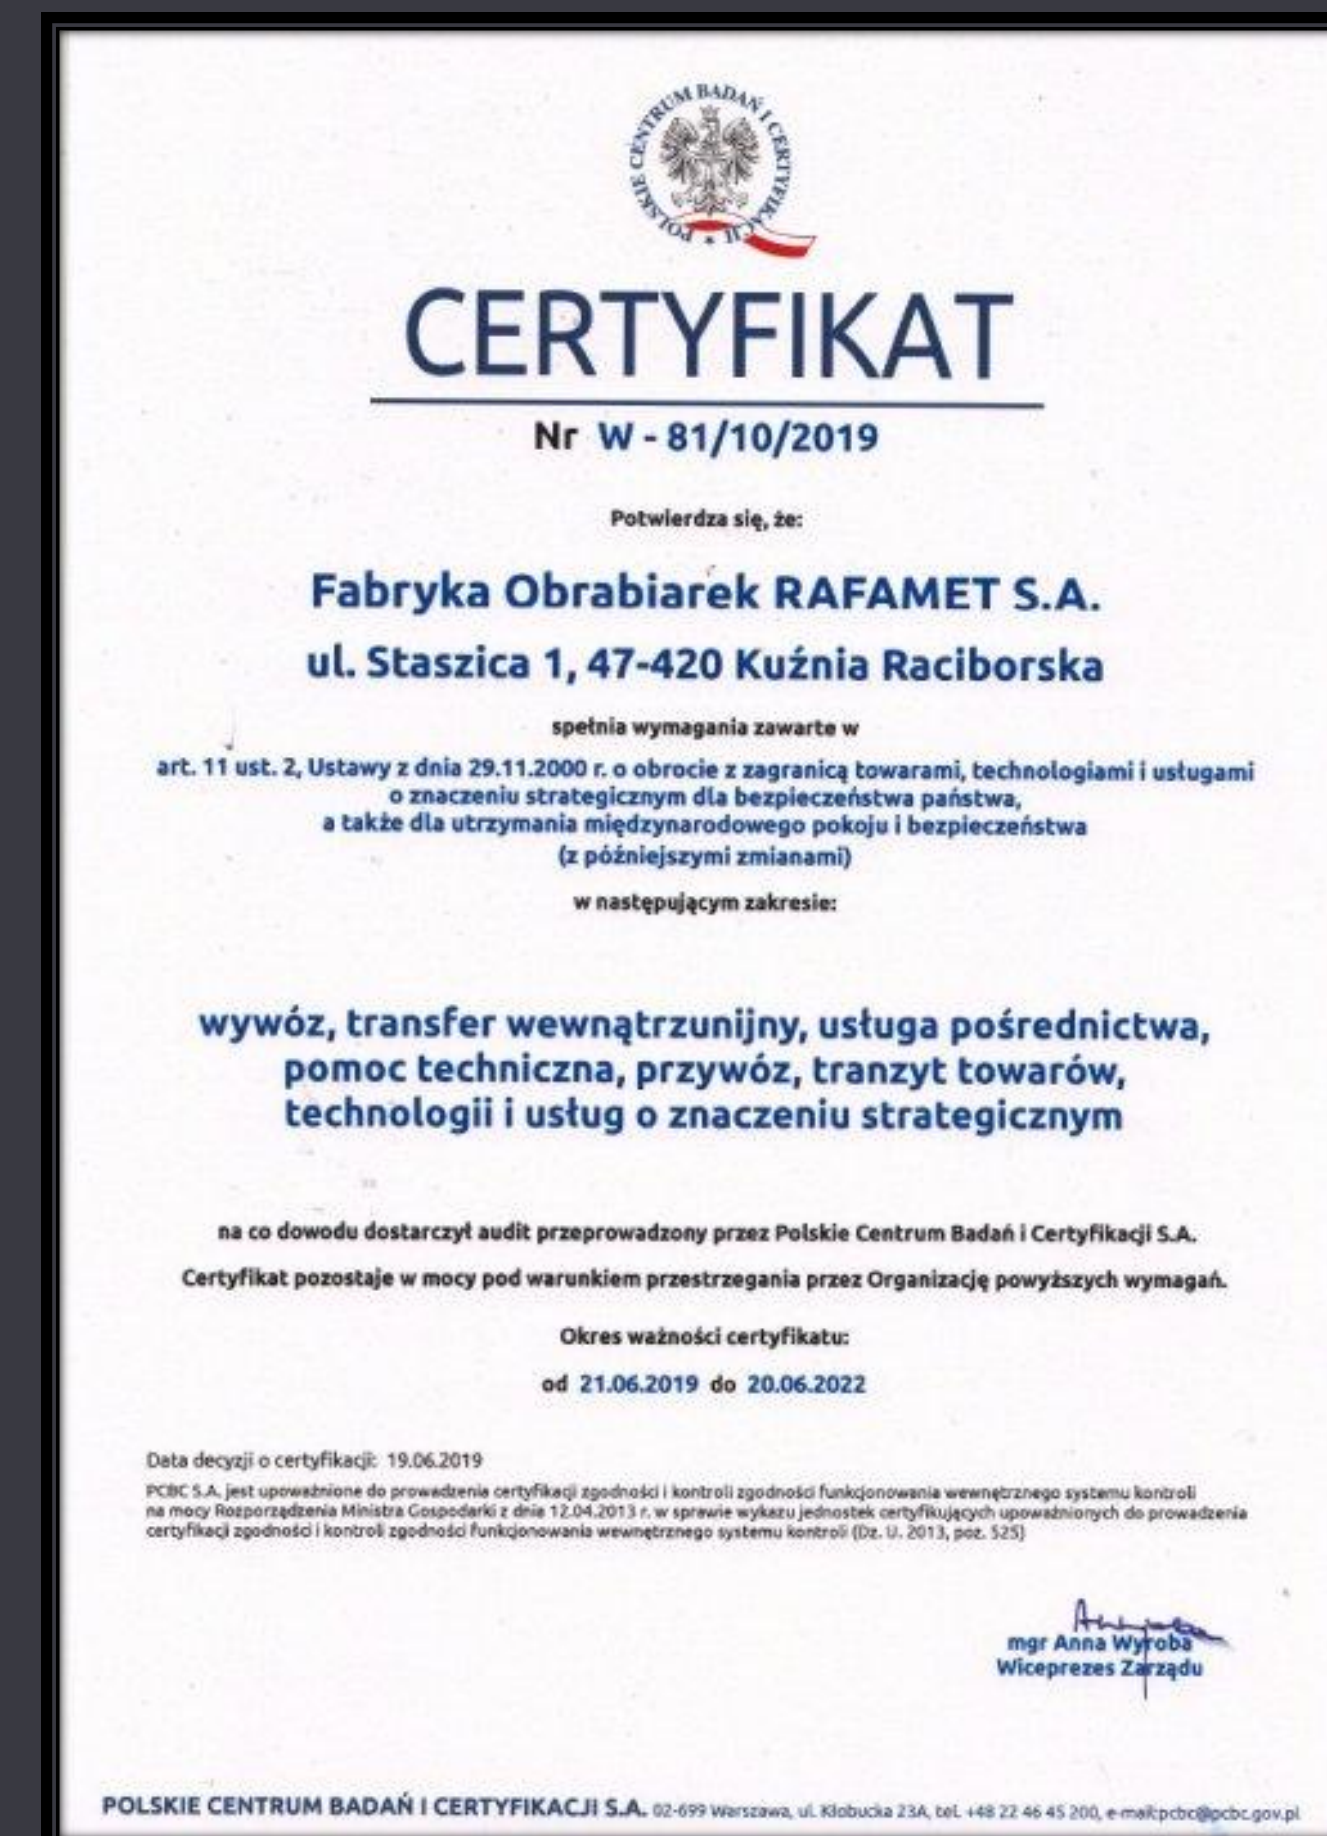 POLSKIE CENTRUM BADAŃ I CERTYFIKACJI
CERTYFIKAT
Nr W - 81/10/2019
Potwierdza się, że:
Fabryka Obrabiarek RAFAMET S.A.
ul. Staszica 1, 47-420 Kuźnia Raciborska
spełnia wymagania zawarte w
art. 11 ust. 2, Ustawy z dnia 29.11.2000 r. o obrocie z zagranicą towarami, technologiami i usługami
o znaczeniu strategicznym dla bezpieczeństwa państwa,
a także dla utrzymania międzynarodowego pokoju i bezpieczeństwa
(z późniejszymi zmianami)
w następującym zakresie:
wywóz, transfer wewnątrzunijny, usługa pośrednictwa,
pomoc techniczna, przywóz, tranzyt towarów,
technologii i usług o znaczeniu strategicznym
na co dowodu dostarczył audit przeprowadzony przez Polskie Centrum Badań i Certyfikacji S.A.
Certyfikat pozostaje w mocy pod warunkiem przestrzegania przez Organizację powyższych wymagań.
Okres ważności certyfikatu:
od 21.06.2019 do 20.06.2022
Data decyzji o certyfikacji: 19.06.2019
PCBC S.A. jest upoważnione do prowadzenia certyfikacji zgodności i kontroli zgodności funkcjonowania wewnętrznego systemu kontroli
na mocy Rozporządzenia Ministra Gospodarki z dnia 12.04.2013 r. w sprawie wykazu jednostek certyfikujących upoważnionych do prowadzenia
certyfikacji zgodności i kontroli zgodności funkcjonowania wewnętrznego systemu kontroli (Dz. U. 2013, poz. 525)
mgr Anna Wyroba
Wiceprezes Zarządu
POLSKIE CENTRUM BADAŃ I CERTYFIKACJI S.A. 02-699 Warszawa, ul. Kłobucka 23A, tel. +48 22 46 45 200, e-mail:pcbc@pcbc.gov.pl